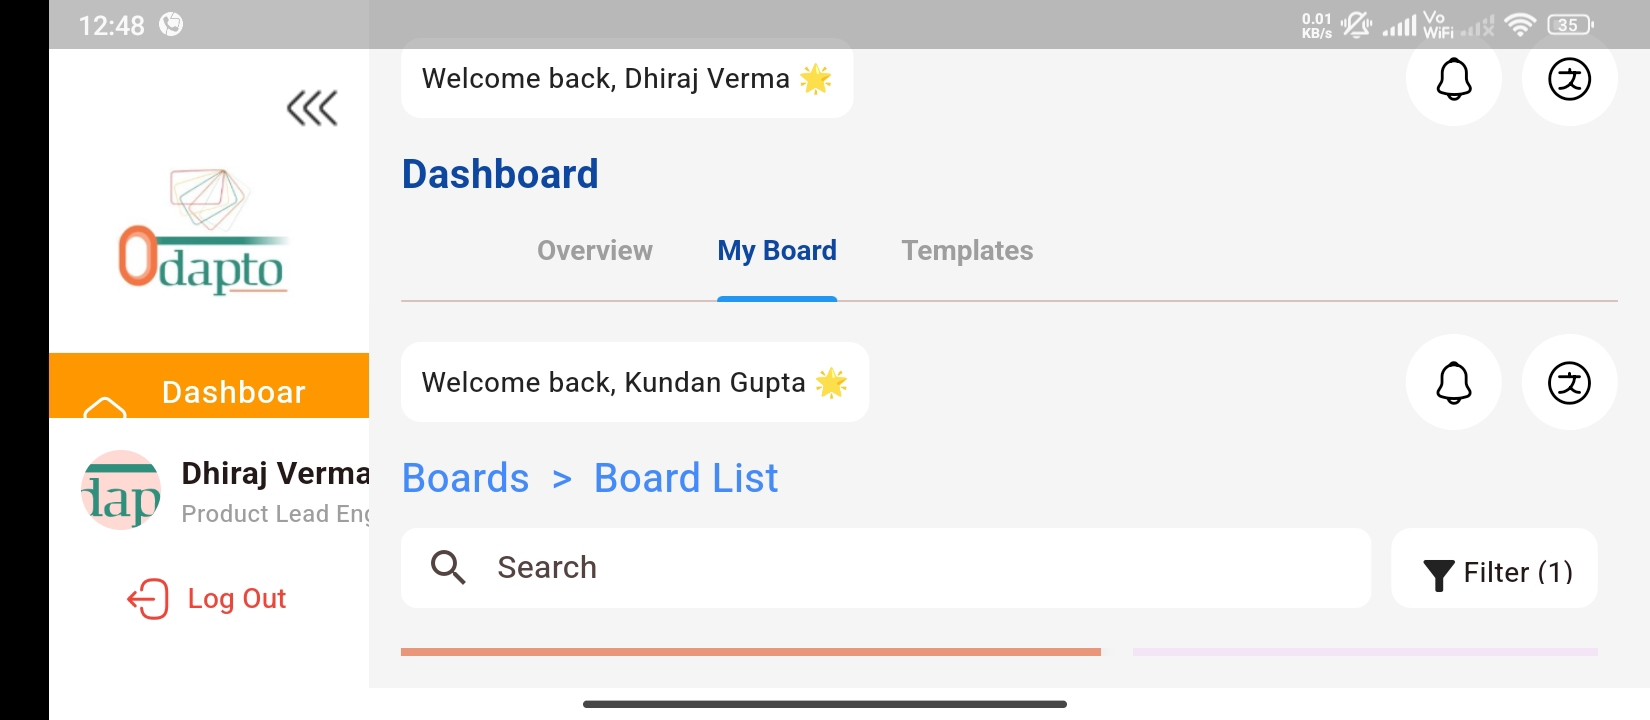 12:48
0.01 KB/s
Vo WiFi
35
Welcome back, Dhiraj Verma 🌟
Odapto
Dashboard
Overview
My Board
Templates
Dashboar
Welcome back, Kundan Gupta 🌟
Boards > Board List
Dhiraj Verma
Product Lead Eng
dap
Search
Filter (1)
Log Out